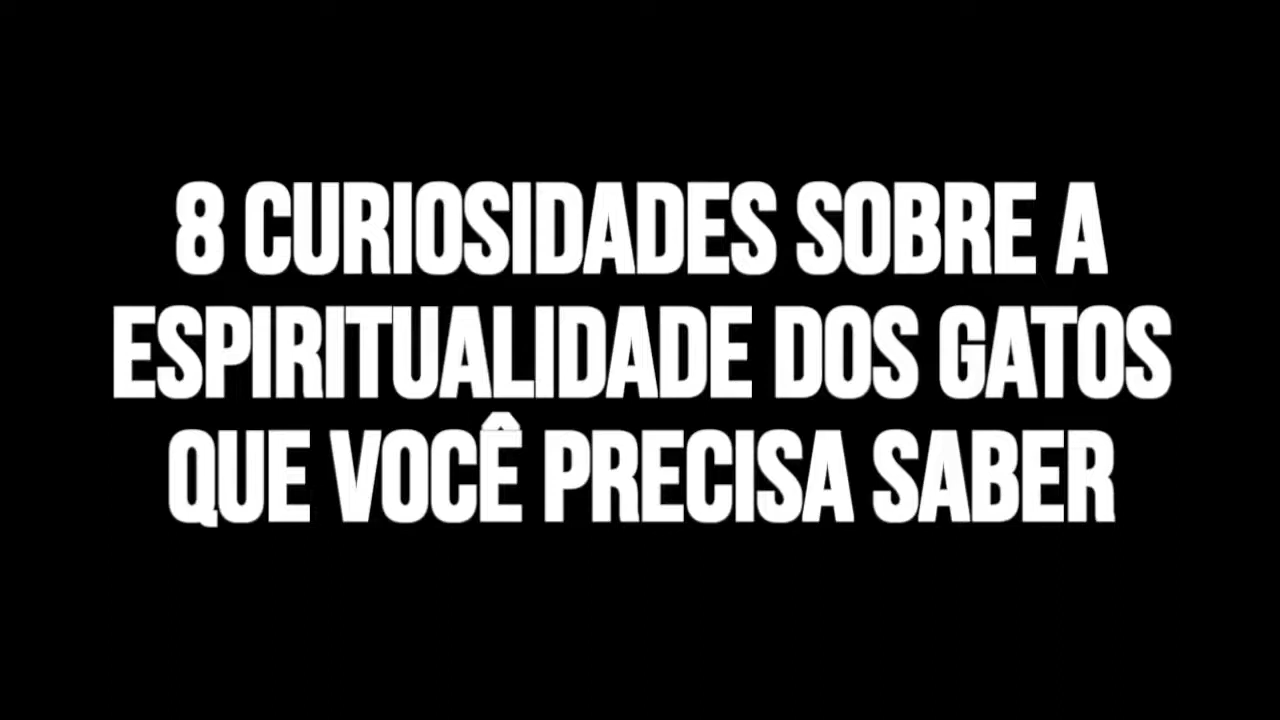 8 CURIOSIDADES SOBRE A
ESPIRITUALIDADE DOS GATOS
QUE VOCÊ PRECISA SABER